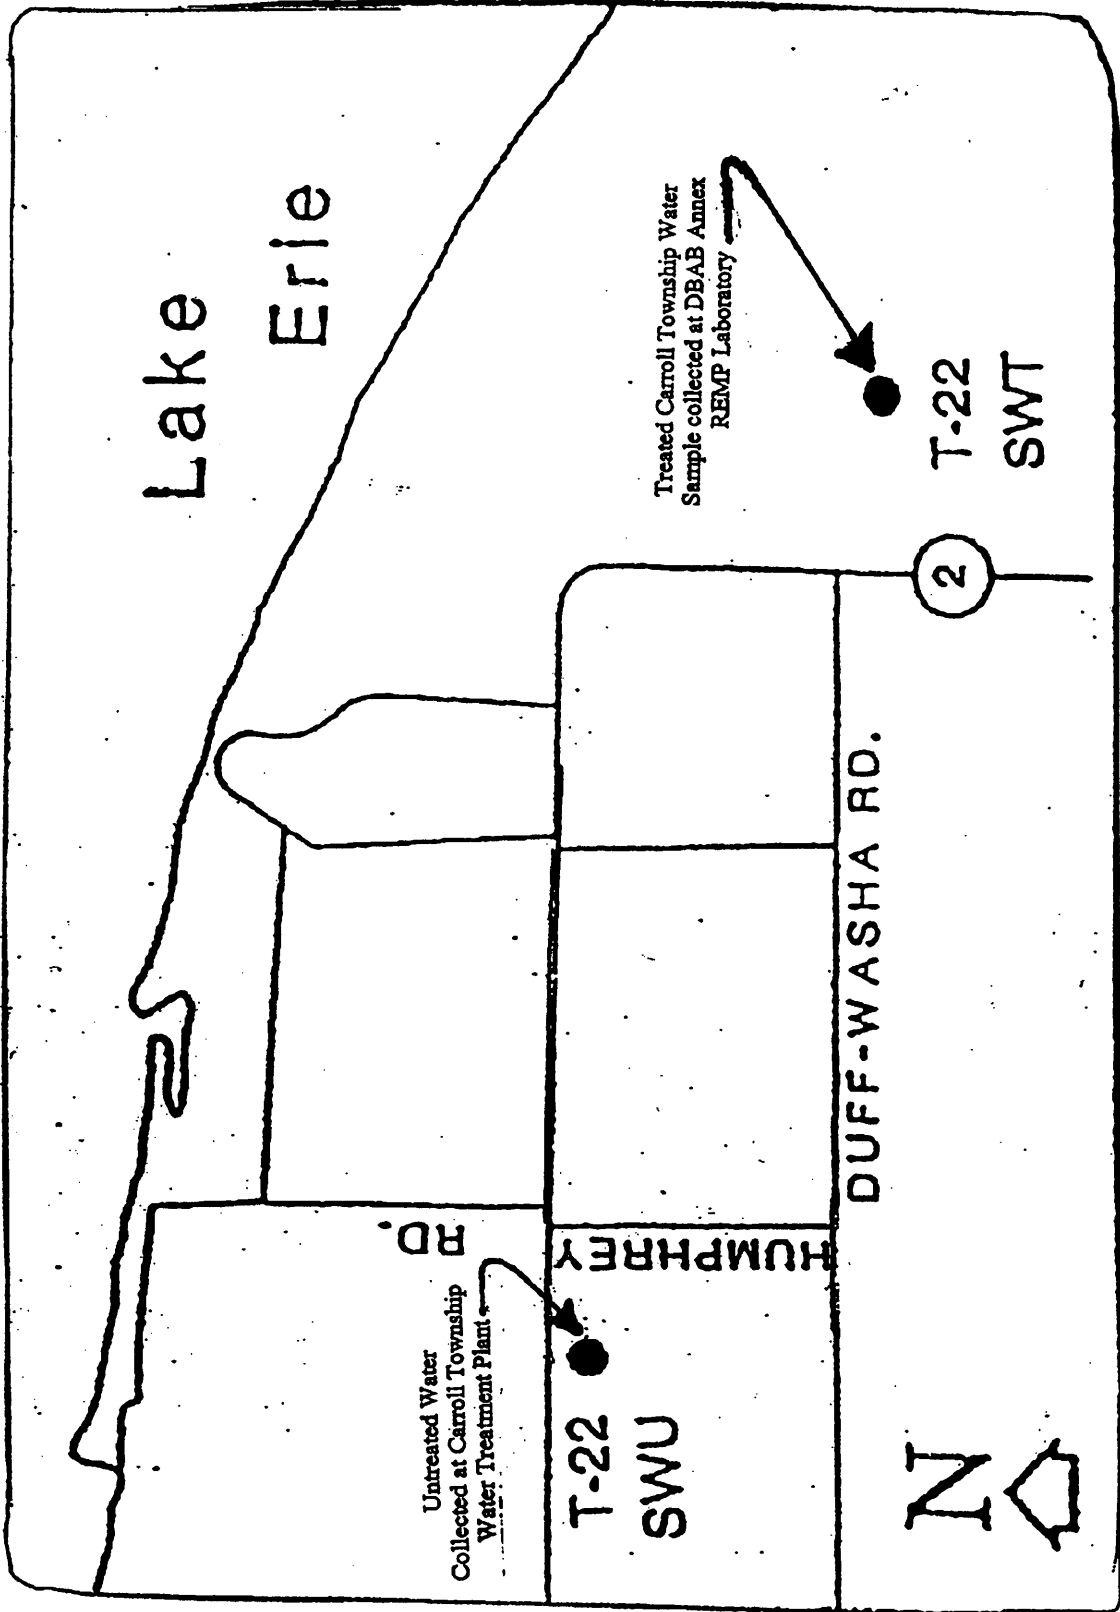 Lake
Erie
Treated Carroll Township Water
Sample collected at DBAB Annex
REMP Laboratory
T-22
SWT
2
Untreated Water
Collected at Carroll Township
Water Treatment Plant
RD.
HUMPHREY
T-22
SWU
DUFF-WASHA RD.
N